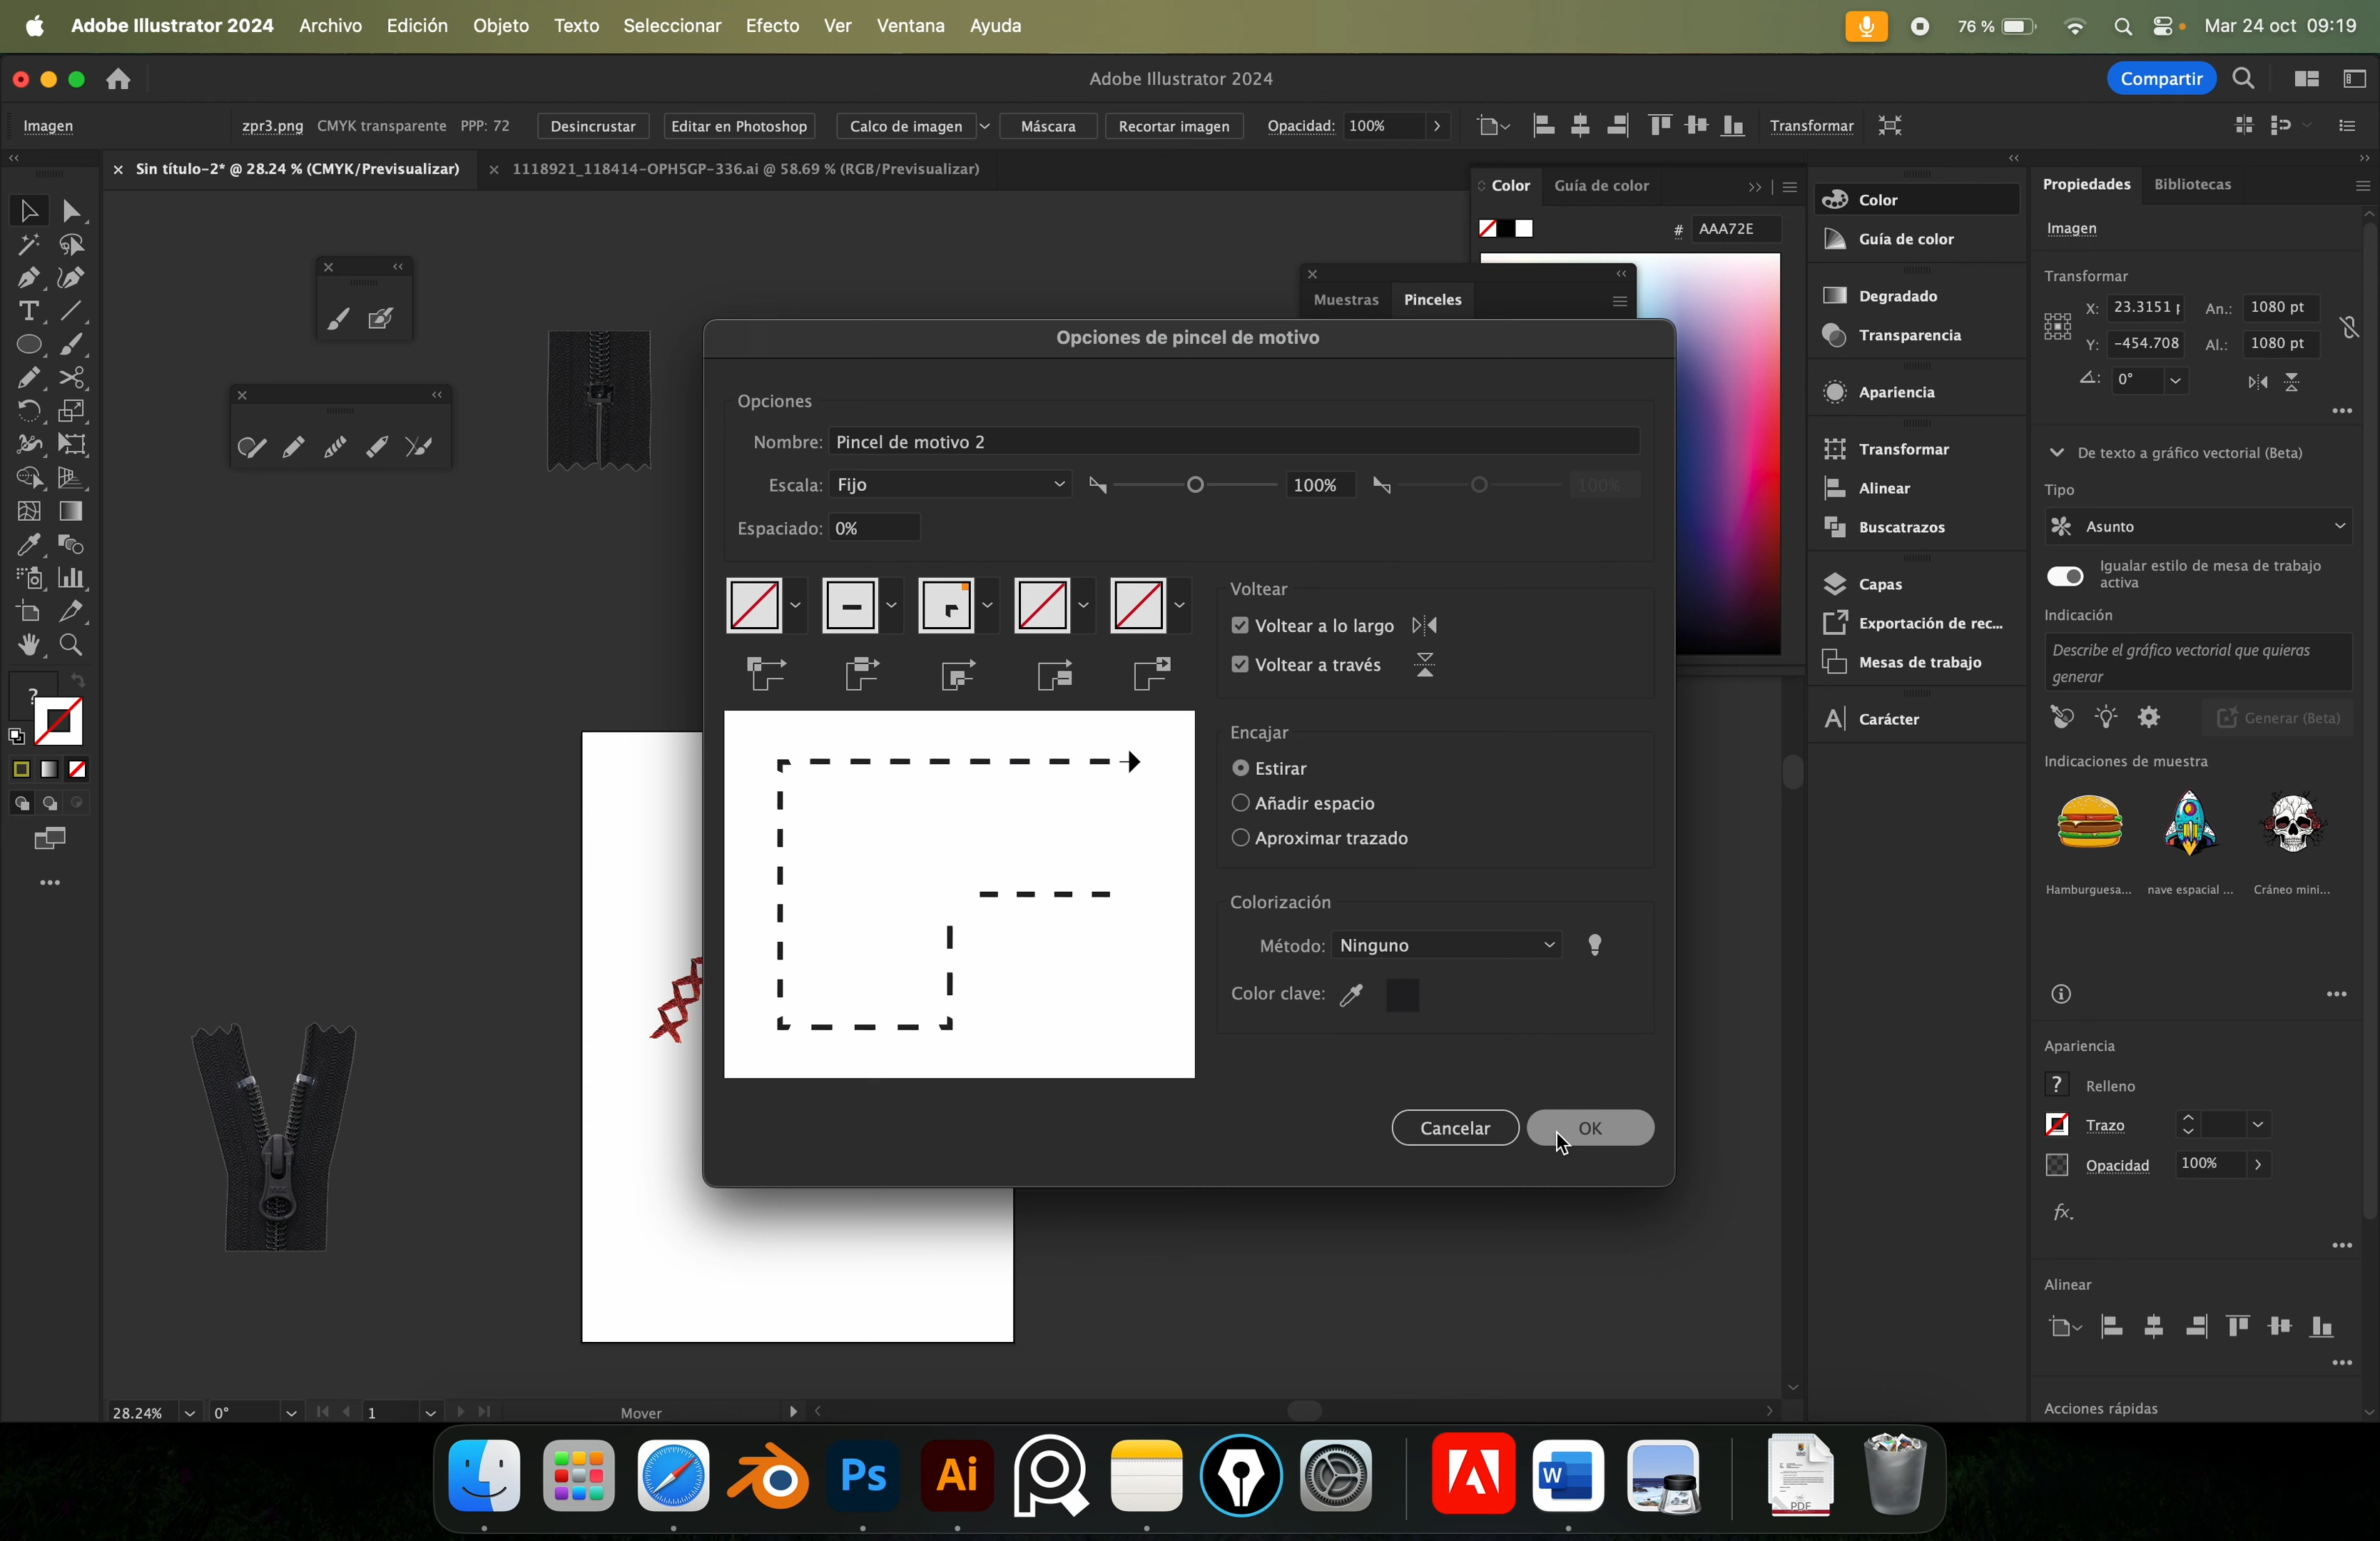 Adobe Illustrator 2024 Archivo Edición Objeto Texto Seleccionar Efecto Ver Ventana Ayuda 76 % Mar 24 oct 09:19
Adobe Illustrator 2024 Compartir
Imagen zpr3.png CMYK transparente PPP: 72 Desincrustar Editar en Photoshop Calco de imagen Máscara Recortar imagen Opacidad: 100% Transformar
Sin título-2* @ 28.24 % (CMYK/Previsualizar) 1118921_118414-OPH5GP-336.ai @ 58.69 % (RGB/Previsualizar)
Color Guía de color
# AAA72E
Muestras Pinceles
Opciones de pincel de motivo
Opciones
Nombre: Pincel de motivo 2
Escala: Fijo 100% 100%
Espaciado: 0%
Voltear
Voltear a lo largo
Voltear a través
Encajar
Estirar
Añadir espacio
Aproximar trazado
Colorización
Método: Ninguno
Color clave:
Cancelar OK
Color
Guía de color
Degradado
Transparencia
Apariencia
Transformar
Alinear
Buscatrazos
Capas
Exportación de rec...
Mesas de trabajo
Carácter
Propiedades Bibliotecas
Imagen
Transformar
X: 23.3151 An.: 1080 pt
Y: -454.708 Al.: 1080 pt
0°
De texto a gráfico vectorial (Beta)
Tipo
Asunto
Igualar estilo de mesa de trabajo
activa
Indicación
Describe el gráfico vectorial que quieras
generar
Generar (Beta)
Indicaciones de muestra
Hamburguesa... nave espacial ... Cráneo mini...
Apariencia
? Relleno
Trazo
Opacidad 100%
fx.
Alinear
Acciones rápidas
28.24% 0° 1 Mover
Ps Ai W PDF